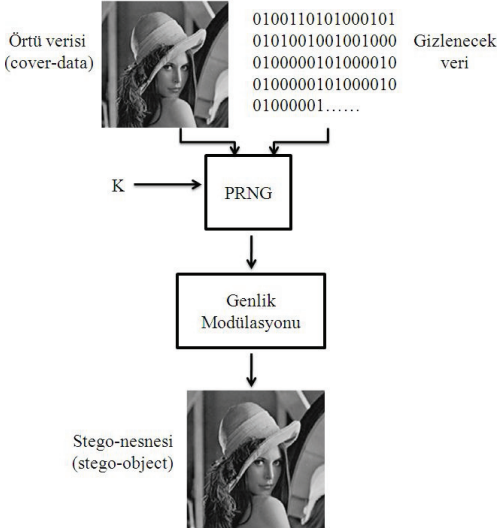 Örtü verisi
(cover-data)
0100110101000101
0101001001001000
0100000101000010
0100000101000010
01000001......
Gizlenecek
veri
K
PRNG
Genlik
Modülasyonu
Stego-nesnesi
(stego-object)